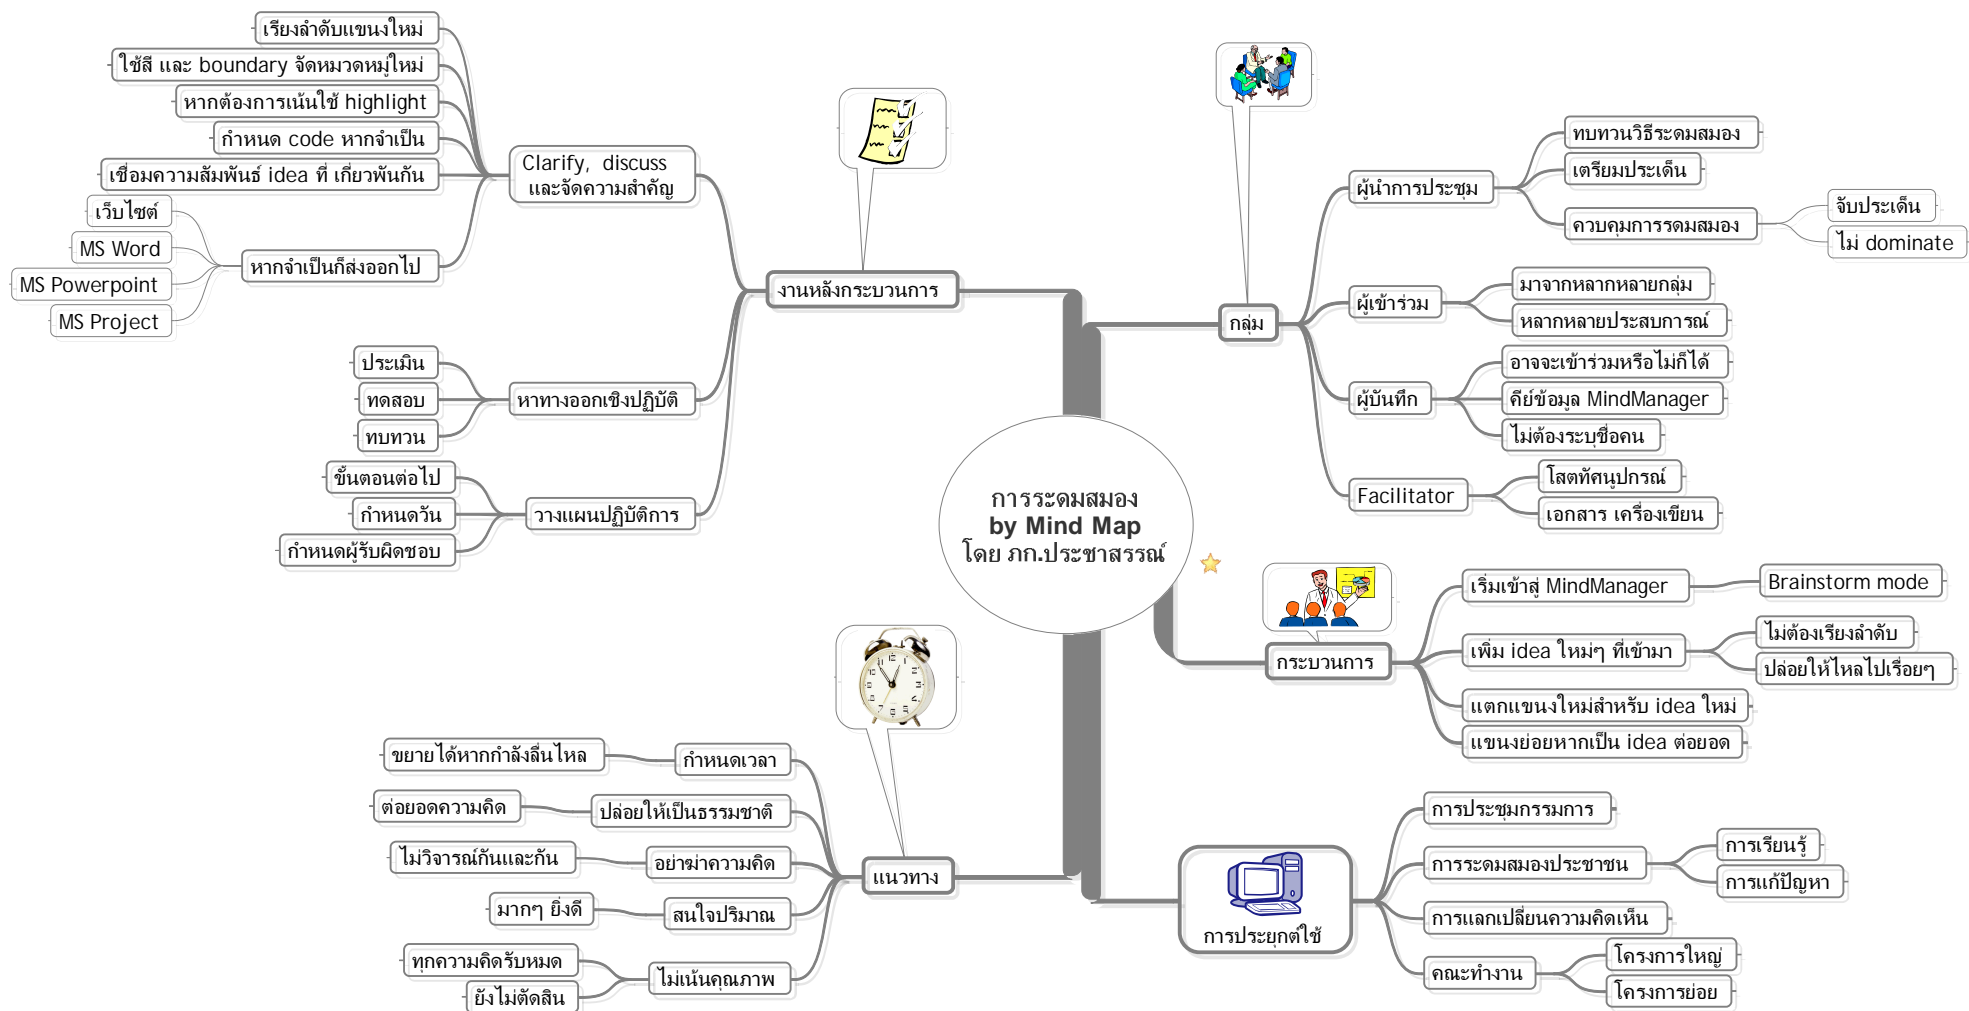 การระดมสมอง
by Mind Map
โดย ภก.ประชาสรรณ์
กลุ่ม
ผู้นำการประชุม
ทบทวนวิธีระดมสมอง
เตรียมประเด็น
ควบคุมการรดมสมอง
จับประเด็น
ไม่ dominate
ผู้เข้าร่วม
มาจากหลากหลายกลุ่ม
หลากหลายประสบการณ์
ผู้บันทึก
อาจจะเข้าร่วมหรือไม่ก็ได้
คีย์ข้อมูล MindManager
ไม่ต้องระบุชื่อคน
Facilitator
โสตทัศนูปกรณ์
เอกสาร เครื่องเขียน
กระบวนการ
เริ่มเข้าสู่ MindManager
Brainstorm mode
เพิ่ม idea ใหม่ๆ ที่เข้ามา
ไม่ต้องเรียงลำดับ
ปล่อยให้ไหลไปเรื่อยๆ
แตกแขนงใหม่สำหรับ idea ใหม่
แขนงย่อยหากเป็น idea ต่อยอด
การประยุกต์ใช้
การประชุมกรรมการ
การระดมสมองประชาชน
การเรียนรู้
การแก้ปัญหา
การแลกเปลี่ยนความคิดเห็น
คณะทำงาน
โครงการใหญ่
โครงการย่อย
งานหลังกระบวนการ
Clarify, discuss
และจัดความสำคัญ
เรียงลำดับแขนงใหม่
ใช้สี และ boundary จัดหมวดหมู่ใหม่
หากต้องการเน้นใช้ highlight
กำหนด code หากจำเป็น
เชื่อมความสัมพันธ์ idea ที่ เกี่ยวพันกัน
หากจำเป็นก็ส่งออกไป
เว็บไซต์
MS Word
MS Powerpoint
MS Project
หาทางออกเชิงปฏิบัติ
ประเมิน
ทดสอบ
ทบทวน
วางแผนปฏิบัติการ
ขั้นตอนต่อไป
กำหนดวัน
กำหนดผู้รับผิดชอบ
แนวทาง
กำหนดเวลา
ขยายได้หากกำลังลื่นไหล
ปล่อยให้เป็นธรรมชาติ
ต่อยอดความคิด
อย่าฆ่าความคิด
ไม่วิจารณ์กันและกัน
สนใจปริมาณ
มากๆ ยิ่งดี
ไม่เน้นคุณภาพ
ทุกความคิดรับหมด
ยังไม่ตัดสิน